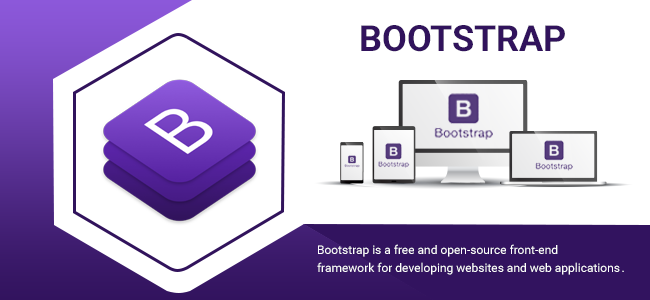 BOOTSTRAP
B
B
Bootstrap
B
Bootstrap
B
Bootstrap
B
Bootstrap
Bootstrap is a free and open-source front-end
framework for developing websites and web applications.